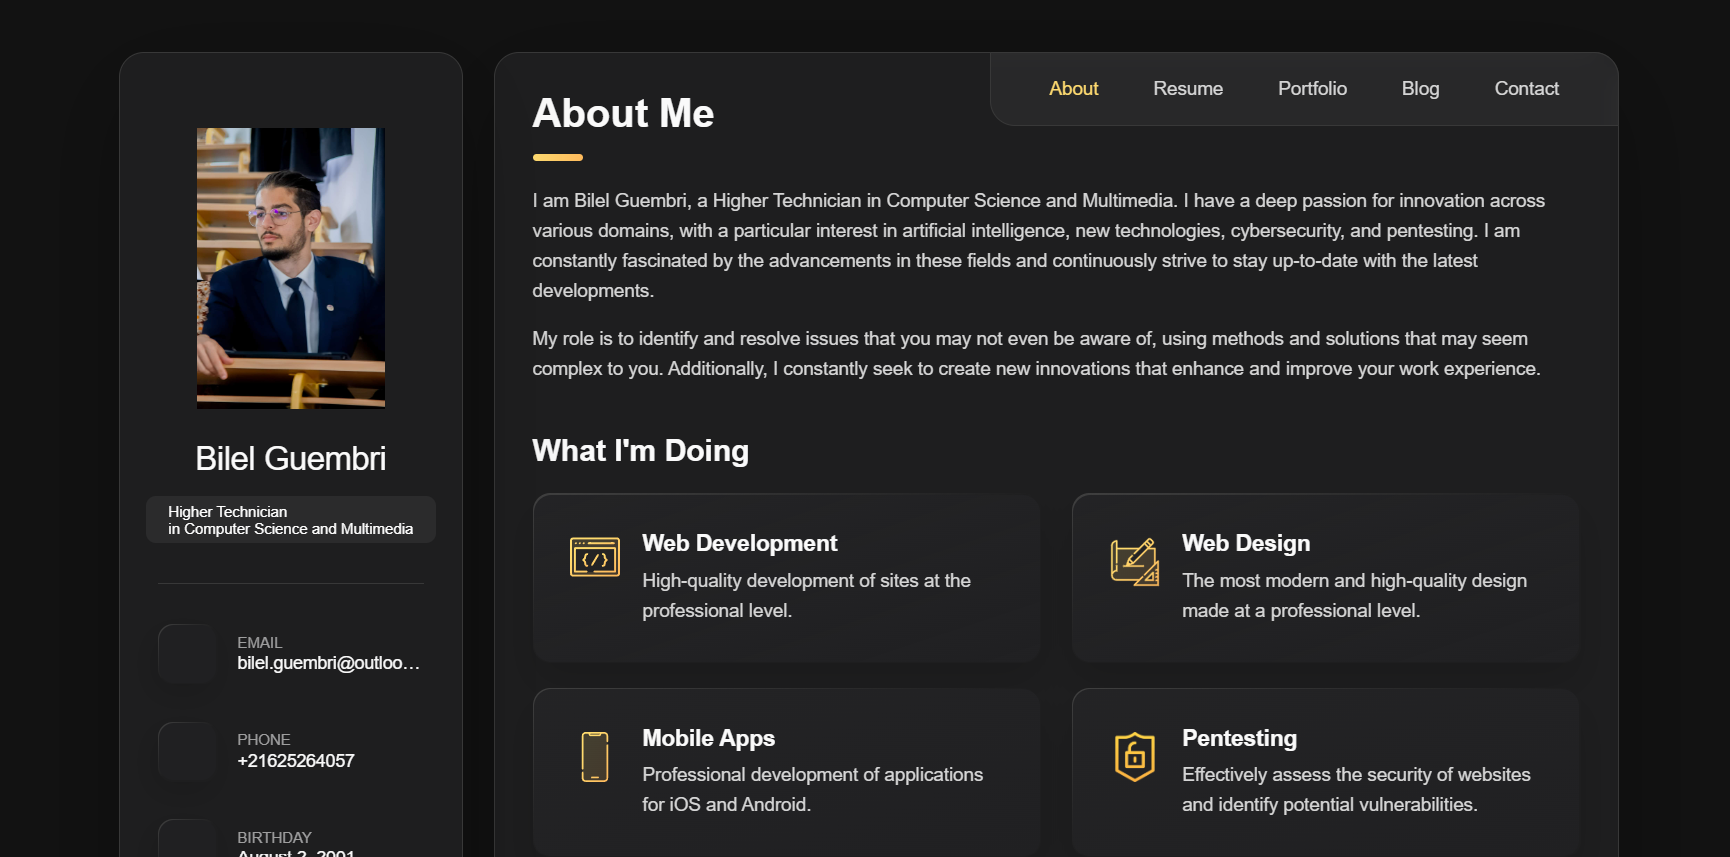 About
Resume
Portfolio
Blog
Contact
Bilel Guembri
Higher Technician
in Computer Science and Multimedia
EMAIL
bilel.guembri@outloo…
PHONE
+21625264057
BIRTHDAY
August 2, 2001
About Me
I am Bilel Guembri, a Higher Technician in Computer Science and Multimedia. I have a deep passion for innovation across
various domains, with a particular interest in artificial intelligence, new technologies, cybersecurity, and pentesting. I am
constantly fascinated by the advancements in these fields and continuously strive to stay up-to-date with the latest
developments.
My role is to identify and resolve issues that you may not even be aware of, using methods and solutions that may seem
complex to you. Additionally, I constantly seek to create new innovations that enhance and improve your work experience.
What I'm Doing
Web Development
High-quality development of sites at the
professional level.
Web Design
The most modern and high-quality design
made at a professional level.
Mobile Apps
Professional development of applications
for iOS and Android.
Pentesting
Effectively assess the security of websites
and identify potential vulnerabilities.